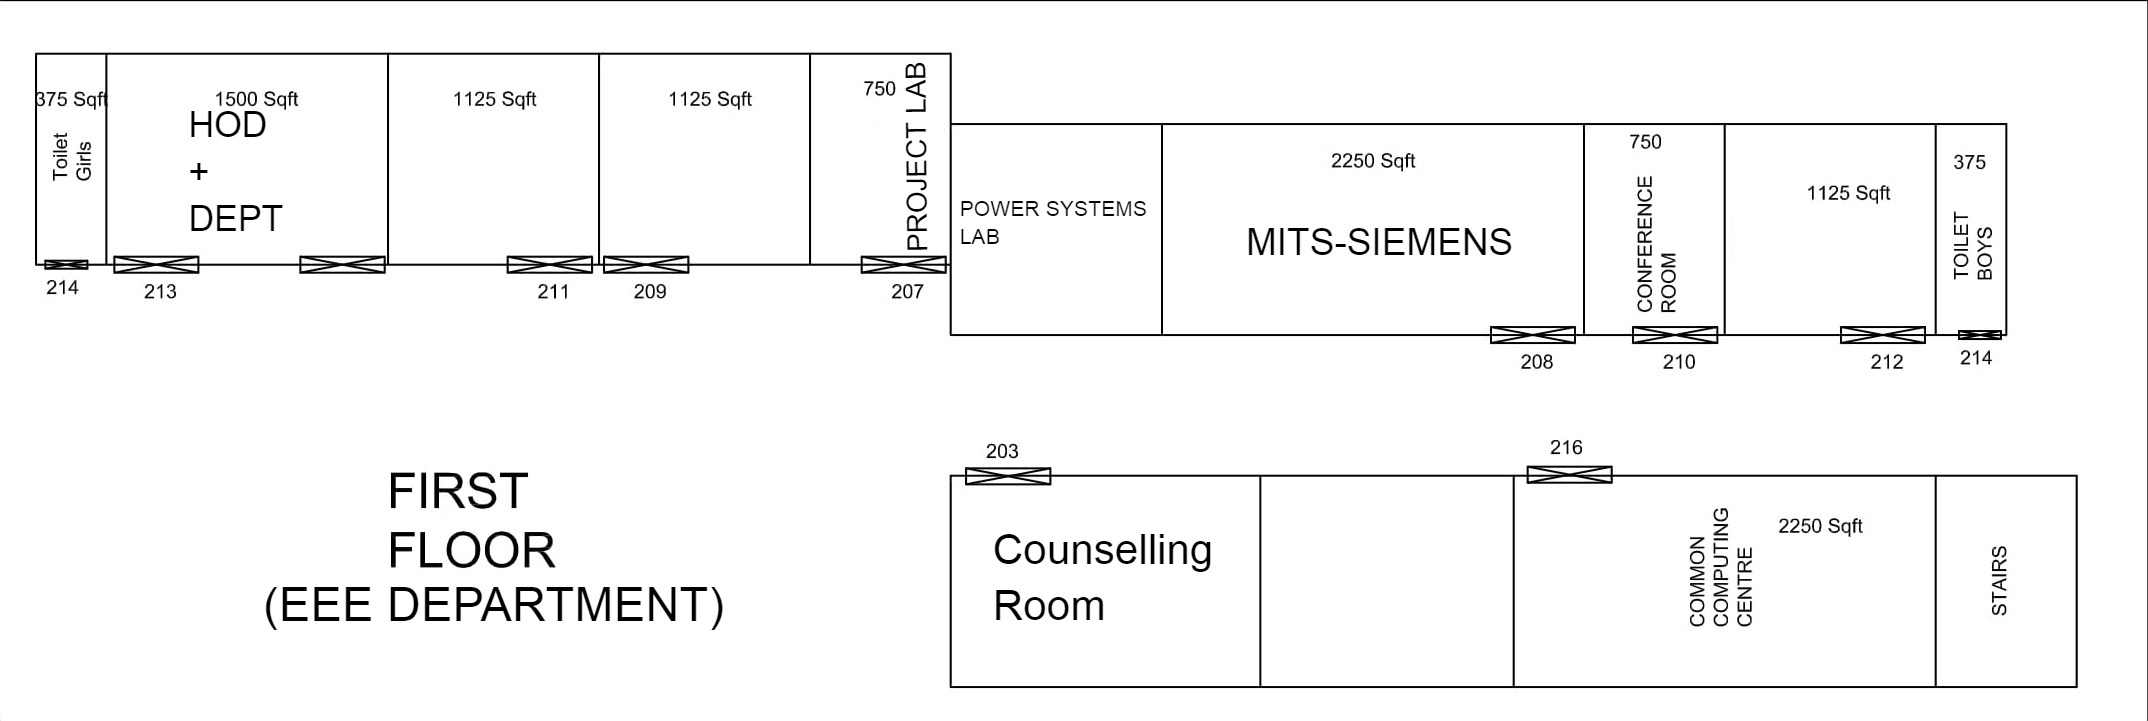 375 Sqft
Toilet
Girls
214
1500 Sqft
HOD
+
DEPT
213
1125 Sqft
211
1125 Sqft
209
750
PROJECT LAB
207
POWER SYSTEMS
LAB
2250 Sqft
MITS-SIEMENS
208
750
CONFERENCE
ROOM
210
1125 Sqft
212
375
TOILET
BOYS
214
FIRST
FLOOR
(EEE DEPARTMENT)
203
Counselling
Room
216
COMMON
COMPUTING
CENTRE
2250 Sqft
STAIRS